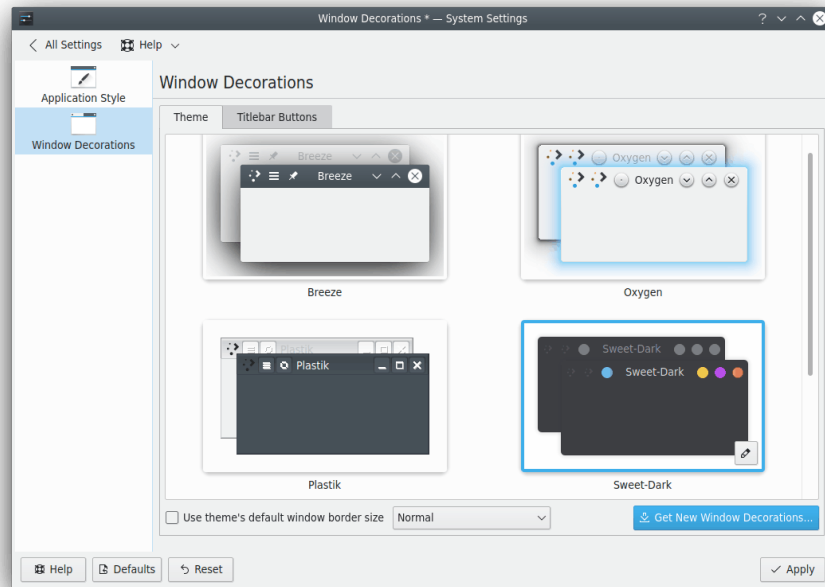 Window Decorations * — System Settings
All Settings
Help
Application Style
Window Decorations
Window Decorations
Theme
Titlebar Buttons
Breeze
Breeze
Breeze
Oxygen
Oxygen
Oxygen
Plastik
Plastik
Plastik
Sweet-Dark
Sweet-Dark
Sweet-Dark
Use theme's default window border size
Normal
Get New Window Decorations...
Help
Defaults
Reset
Apply